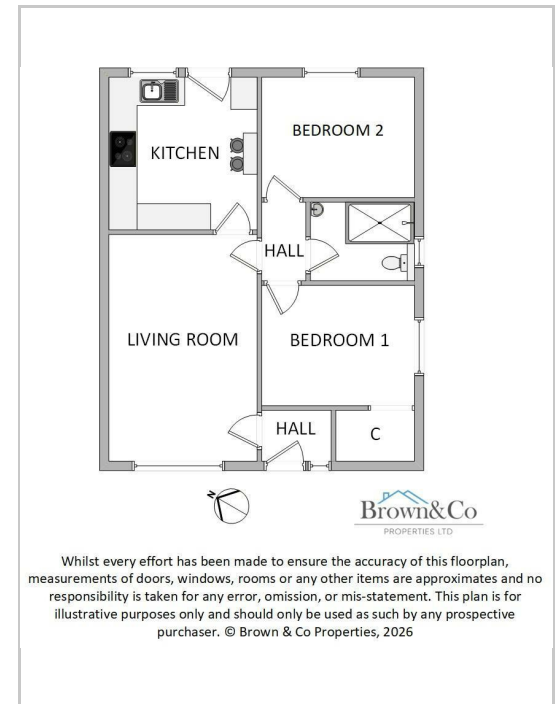 BEDROOM 2
KITCHEN
HALL
LIVING ROOM
BEDROOM 1
HALL
C
N
Brown&Co
PROPERTIES LTD
Whilst every effort has been made to ensure the accuracy of this floorplan,
measurements of doors, windows, rooms or any other items are approximates and no
responsibility is taken for any error, omission, or mis-statement. This plan is for
illustrative purposes only and should only be used as such by any prospective
purchaser. © Brown & Co Properties, 2026